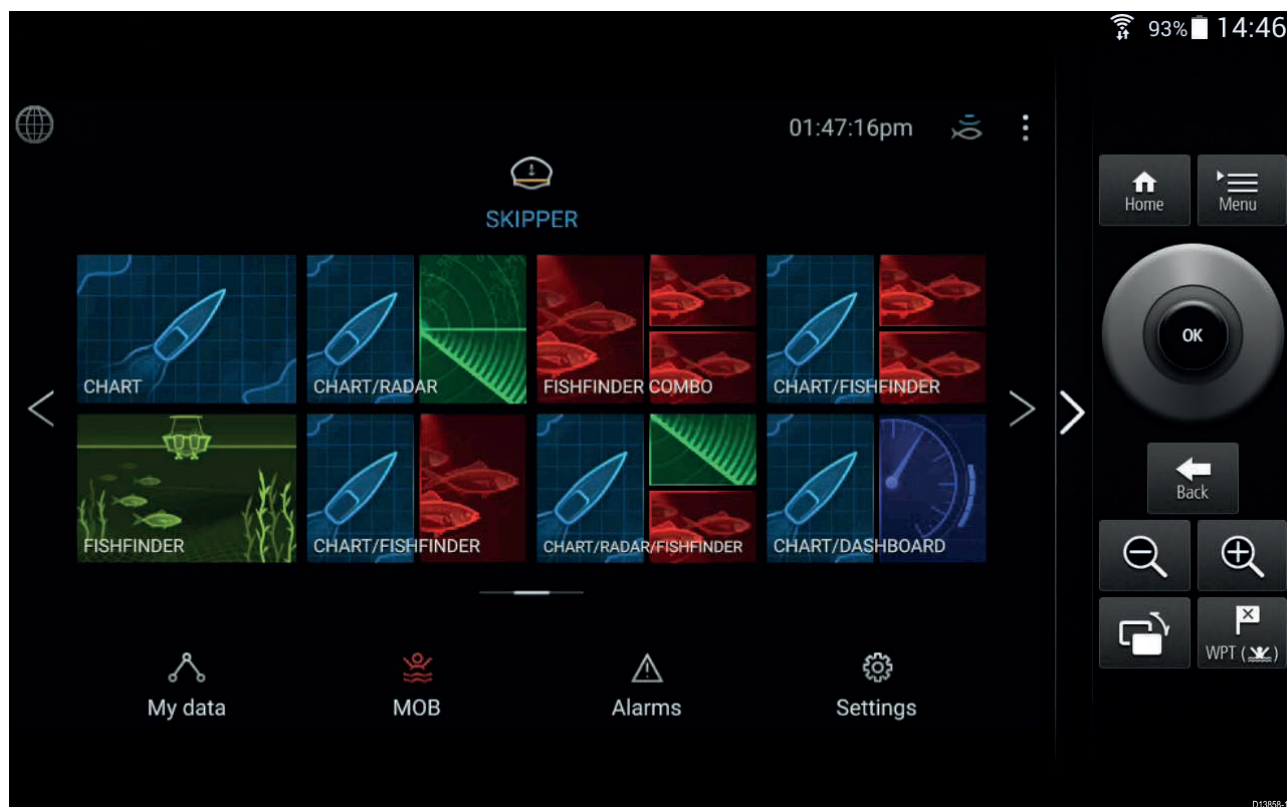 93% 14:46
01:47:16pm
SKIPPER
CHART
CHART/RADAR
FISHFINDER COMBO
CHART/FISHFINDER
FISHFINDER
CHART/FISHFINDER
CHART/RADAR/FISHFINDER
CHART/DASHBOARD
My data
MOB
Alarms
Settings
Home
Menu
OK
Back
WPT ( )